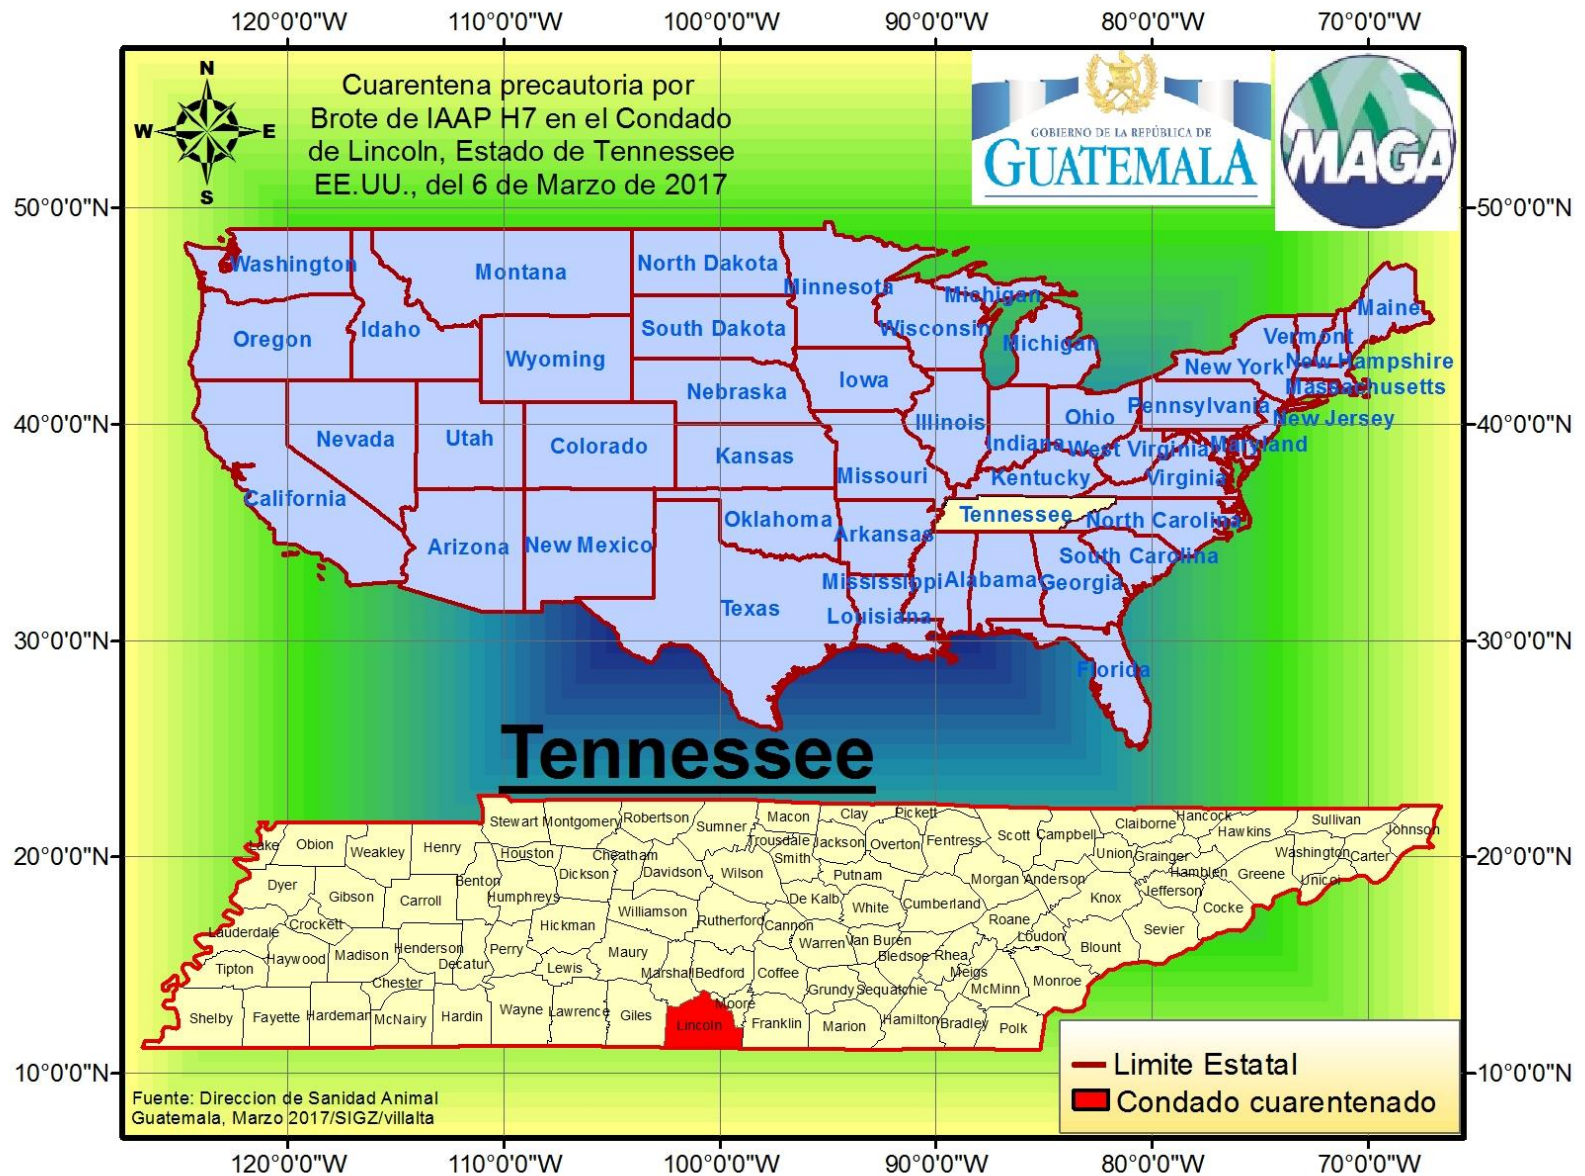 120°0'0"W 110°0'0"W 100°0'0"W 90°0'0"W 80°0'0"W 70°0'0"W
N
W E
S
Cuarentena precautoria por
Brote de IAAP H7 en el Condado
de Lincoln, Estado de Tennessee
EE.UU., del 6 de Marzo de 2017
GOBIERNO DE LA REPÚBLICA DE
GUATEMALA
MAGA
50°0'0"N 50°0'0"N
Washington
Montana
North Dakota
Minnesota
Michigan
Maine
Oregon
Idaho
South Dakota
Wisconsin
Michigan
Vermont
Wyoming
New York
New Hampshire
Nebraska
Iowa
Massachusetts
Pennsylvania
40°0'0"N 40°0'0"N
Nevada
Utah
Colorado
Kansas
Illinois
Indiana
Ohio
New Jersey
West Virginia
Maryland
Missouri
Kentucky
Virginia
California
Arizona
New Mexico
Oklahoma
Arkansas
Tennessee
North Carolina
South Carolina
Texas
Mississippi
Alabama
Georgia
Louisiana
30°0'0"N 30°0'0"N
Florida
Tennessee
Stewart
Montgomery
Robertson
Sumner
Macon
Clay
Pickett
Scott
Campbell
Claiborne
Hancock
Hawkins
Sullivan
Johnson
Lake
Obion
Weakley
Henry
Houston
Cheatham
Trousdale
Jackson
Overton
Fentress
Union
Grainger
Washington
Carter
20°0'0"N 20°0'0"N
Smith
Dyer
Gibson
Carroll
Benton
Humphreys
Dickson
Davidson
Wilson
Putnam
Morgan
Anderson
Hamblen
Greene
Unicoi
Jefferson
Knox
Cocke
Lauderdale
Crockett
Hickman
Williamson
Rutherford
De Kalb
Cannon
White
Cumberland
Roane
Loudon
Blount
Sevier
Tipton
Haywood
Madison
Henderson
Decatur
Perry
Lewis
Maury
Marshall
Bedford
Coffee
Warren
Van Buren
Bledsoe
Rhea
Meigs
McMinn
Monroe
Chester
Grundy
Sequatchie
Shelby
Fayette
Hardeman
McNairy
Hardin
Wayne
Lawrence
Giles
Lincoln
Moore
Franklin
Marion
Hamilton
Bradley
Polk
Limite Estatal
Condado cuarentenado
10°0'0"N 10°0'0"N
Fuente: Direccion de Sanidad Animal
Guatemala, Marzo 2017/SIGZ/villalta
120°0'0"W 110°0'0"W 100°0'0"W 90°0'0"W 80°0'0"W 70°0'0"W